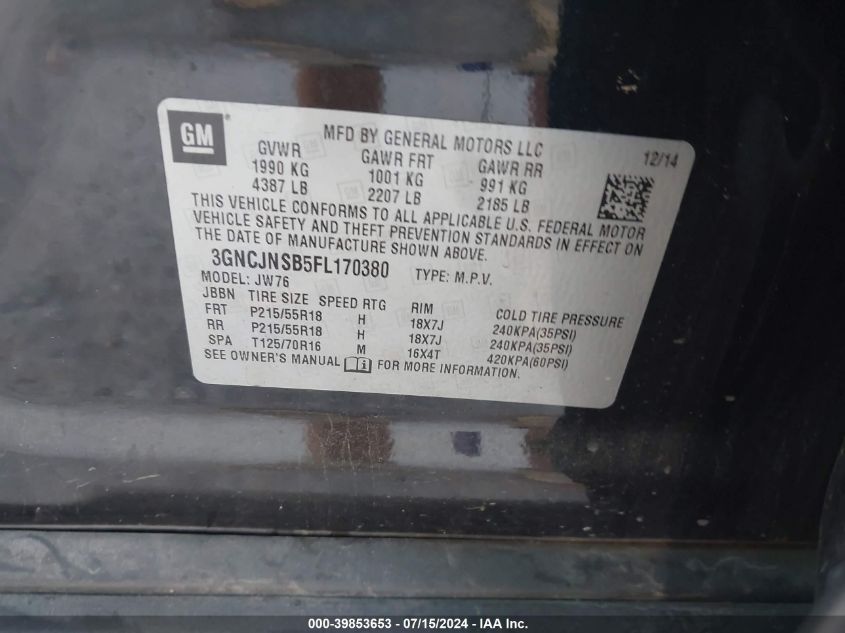 GM
MFD BY GENERAL MOTORS LLC 12/14
GVWR GAWR FRT GAWR RR
1990 KG 1001 KG 991 KG
4387 LB 2207 LB 2185 LB
THIS VEHICLE CONFORMS TO ALL APPLICABLE U.S. FEDERAL MOTOR
VEHICLE SAFETY AND THEFT PREVENTION STANDARDS IN EFFECT ON
THE DATE OF MANUFACTURE SHOWN ABOVE.
3GNCJNSB5FL170380 TYPE: M.P.V.
MODEL: JW76
JBBN TIRE SIZE SPEED RTG RIM COLD TIRE PRESSURE
FRT P215/55R18 H 18X7J 240KPA(35PSI)
RR P215/55R18 H 18X7J 240KPA(35PSI)
SPA T125/70R16 M 16X4T 420KPA(60PSI)
SEE OWNER'S MANUAL FOR MORE INFORMATION.
000-39853653 - 07/15/2024 - IAA Inc.